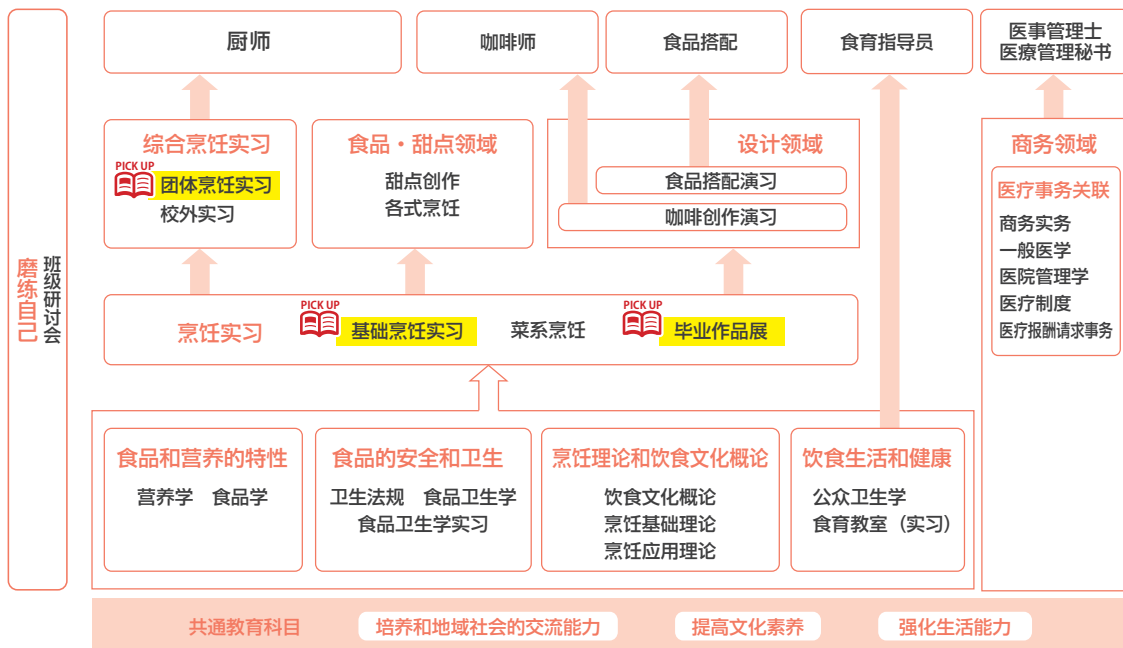 厨师
咖啡师
食品搭配
食育指导员
医事管理士
医療管理秘书
综合烹饪实习
PICK UP
团体烹饪实习
校外实习
食品・甜点领域
甜点创作
各式烹饪
设计领域
食品搭配演习
咖啡创作演习
商务领域
医疗事务关联
商务实务
一般医学
医院管理学
医疗制度
医疗报酬请求事务
磨练自己
班级研讨会
烹饪实习
PICK UP
基础烹饪实习
菜系烹饪
PICK UP
毕业作品展
食品和营养的特性
营养学 食品学
食品的安全和卫生
卫生法规 食品卫生学
食品卫生学实习
烹饪理论和饮食文化概论
饮食文化概论
烹饪基础理论
烹饪应用理论
饮食生活和健康
公众卫生学
食育教室（实习）
共通教育科目
培养和地域社会的交流能力
提高文化素养
强化生活能力